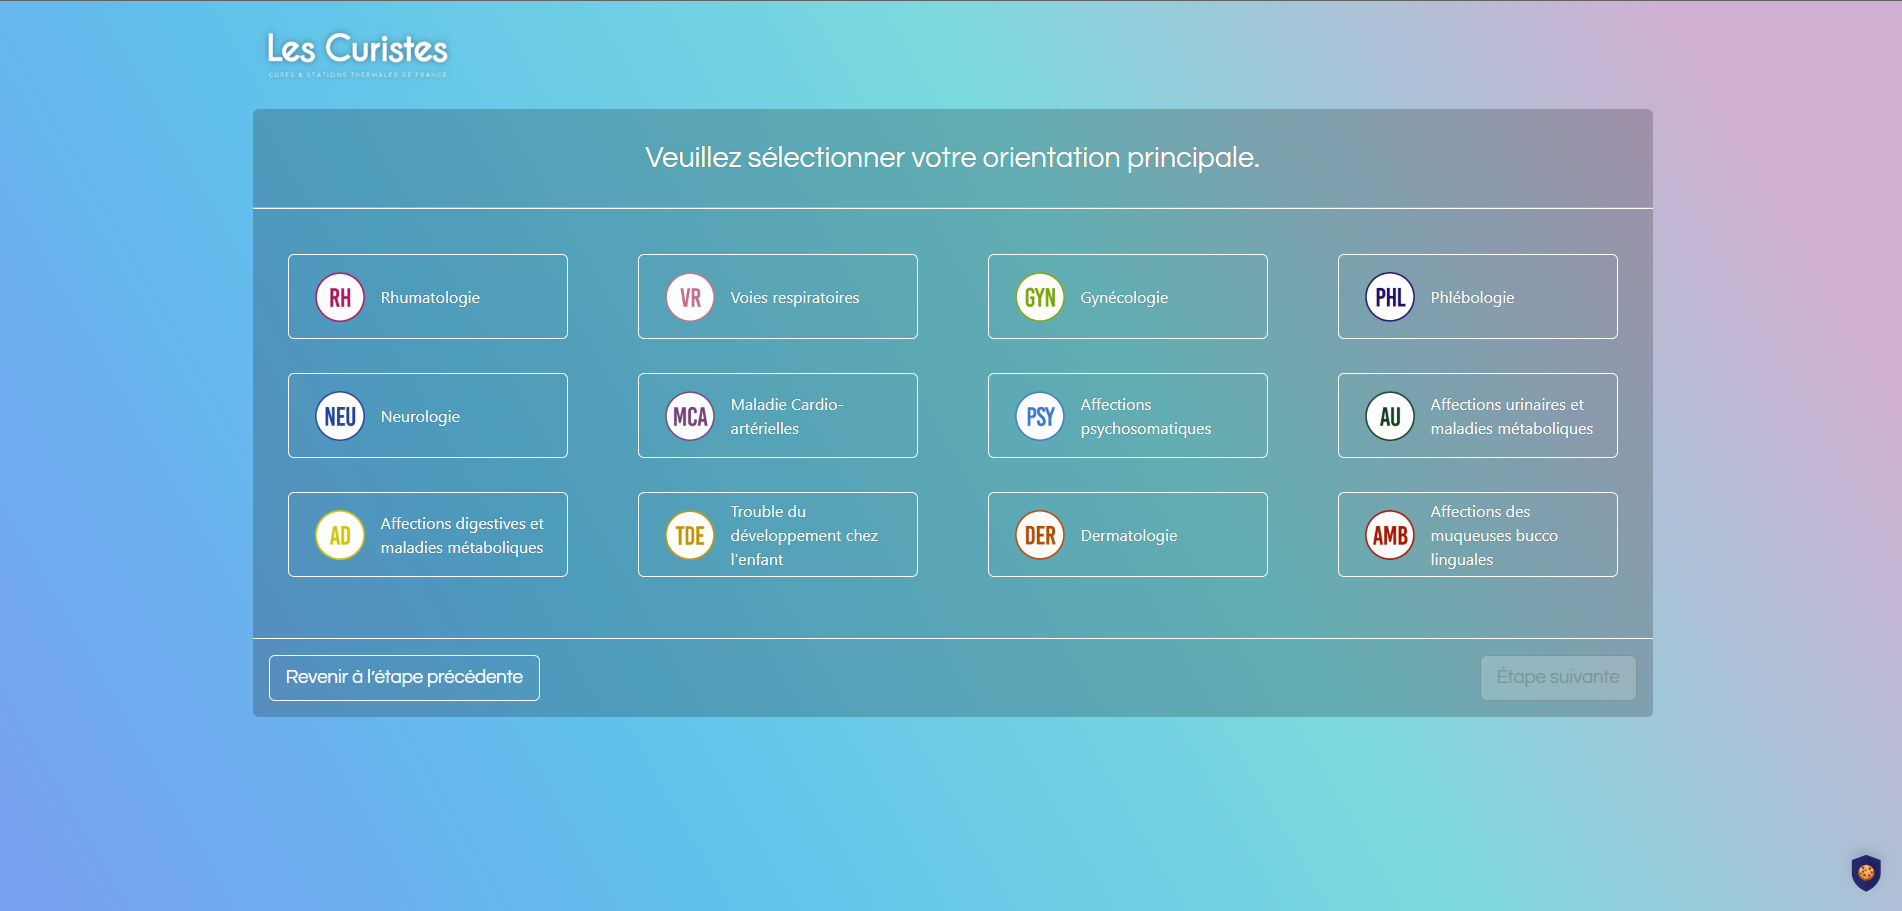 Les Curistes
CURES & STATIONS THERMALES DE FRANCE
Veuillez sélectionner votre orientation principale.
RH Rhumatologie
VR Voies respiratoires
GYN Gynécologie
PHL Phlébologie
NEU Neurologie
MCA Maladie Cardio-
artérielles
PSY Affections
psychosomatiques
AU Affections urinaires et
maladies métaboliques
AD Affections digestives et
maladies métaboliques
TDE Trouble du
développement chez
l'enfant
DER Dermatologie
AMB Affections des
muqueuses bucco
linguales
Revenir à l'étape précédente
Étape suivante